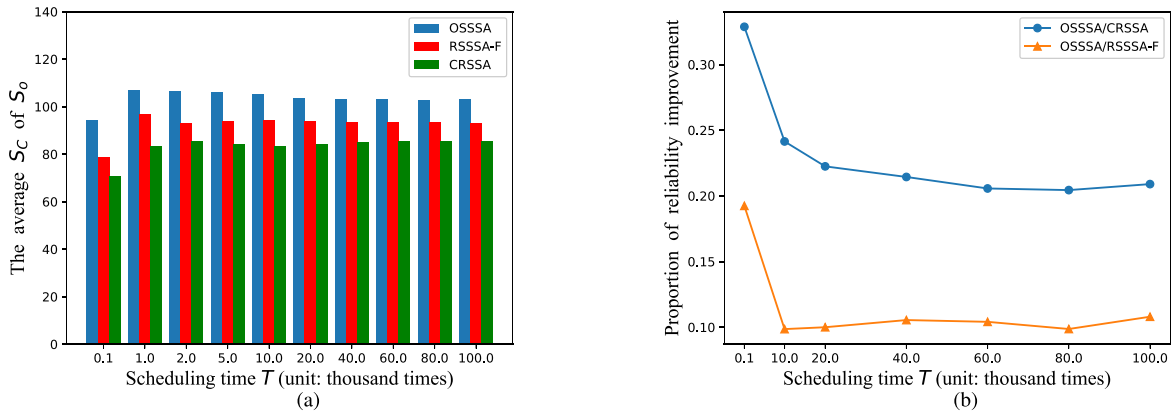 140
120
100
80
60
40
20
0
The average S_C of S_o
OSSSA
RSSSA-F
CRSSA
0.1 1.0 2.0 5.0 10.0 20.0 40.0 60.0 80.0 100.0
Scheduling time T (unit: thousand times)
(a)
0.30
0.25
0.20
0.15
0.10
Proportion of reliability improvement
OSSSA/CRSSA
OSSSA/RSSSA-F
0.1 10.0 20.0 40.0 60.0 80.0 100.0
Scheduling time T (unit: thousand times)
(b)